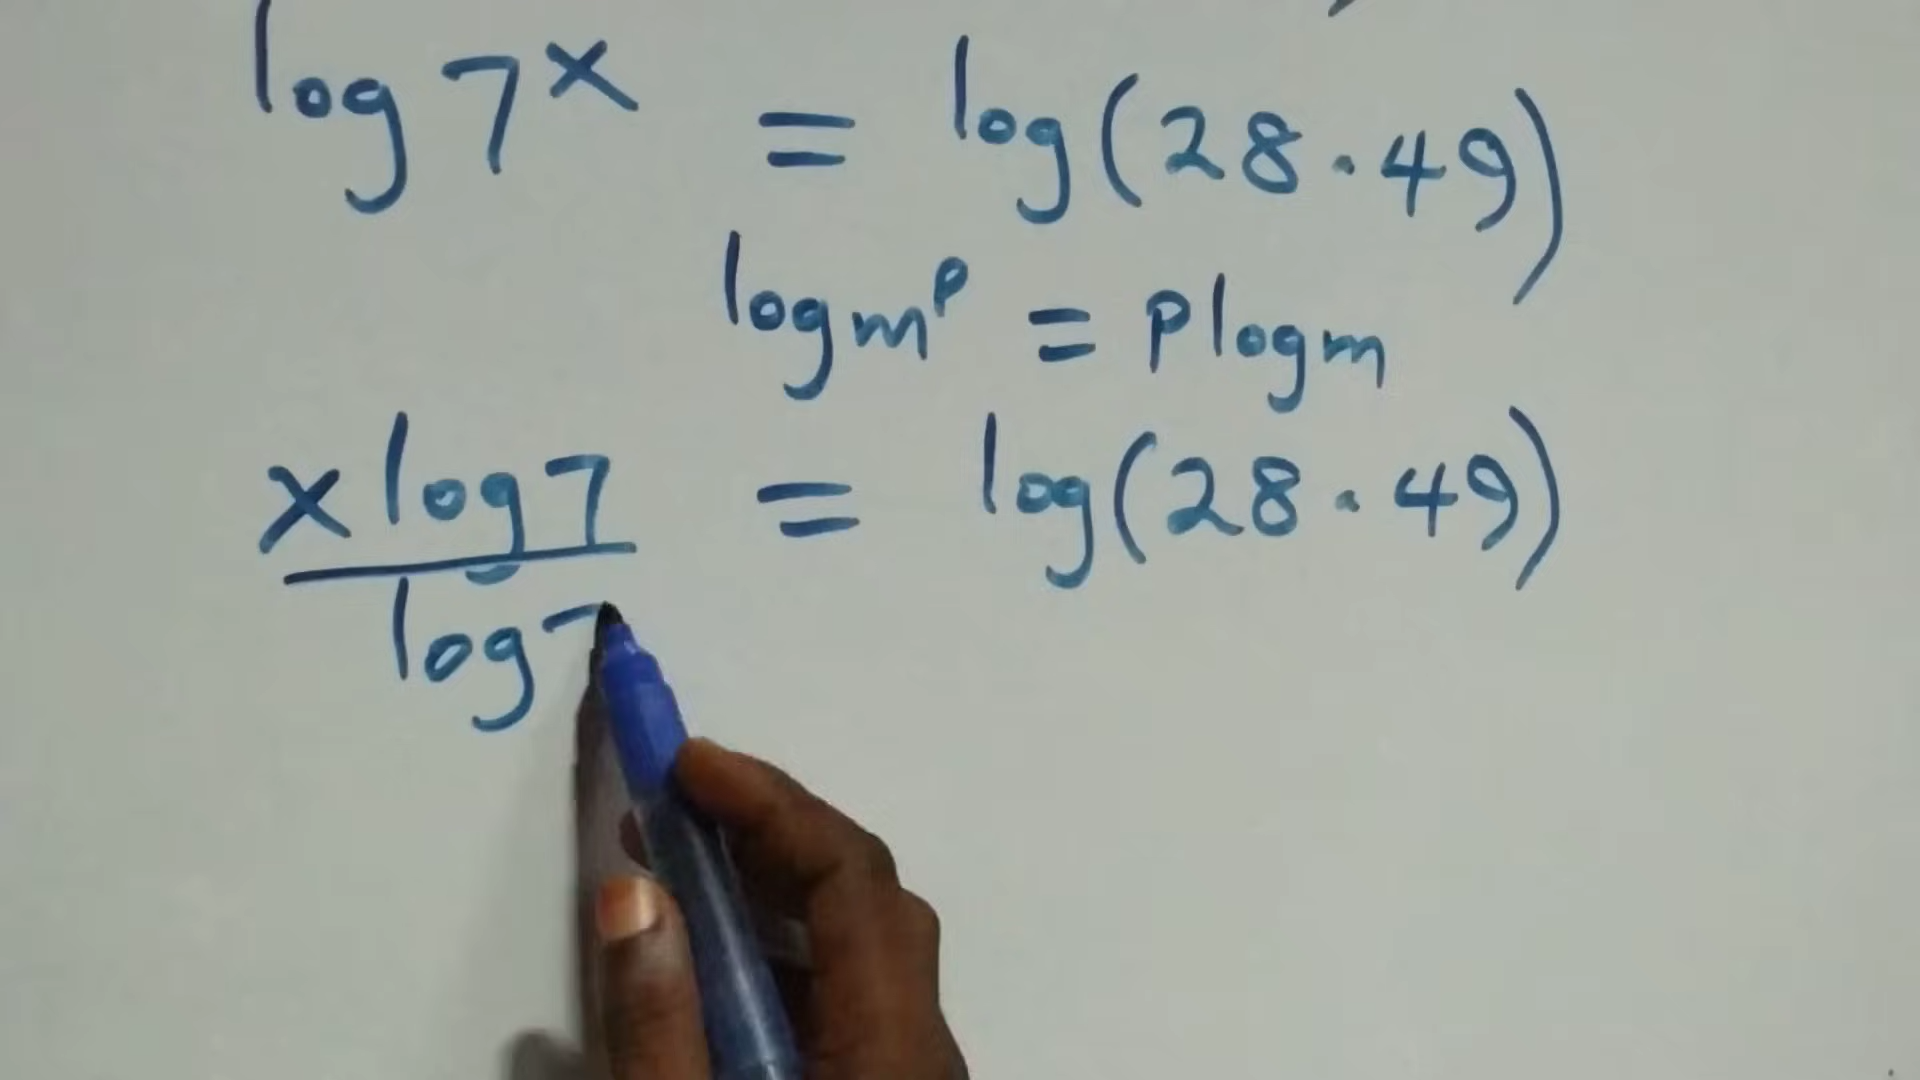 log 7^x = log(28·49)
log m^p = p log m
x log 7 = log(28·49)
log 7